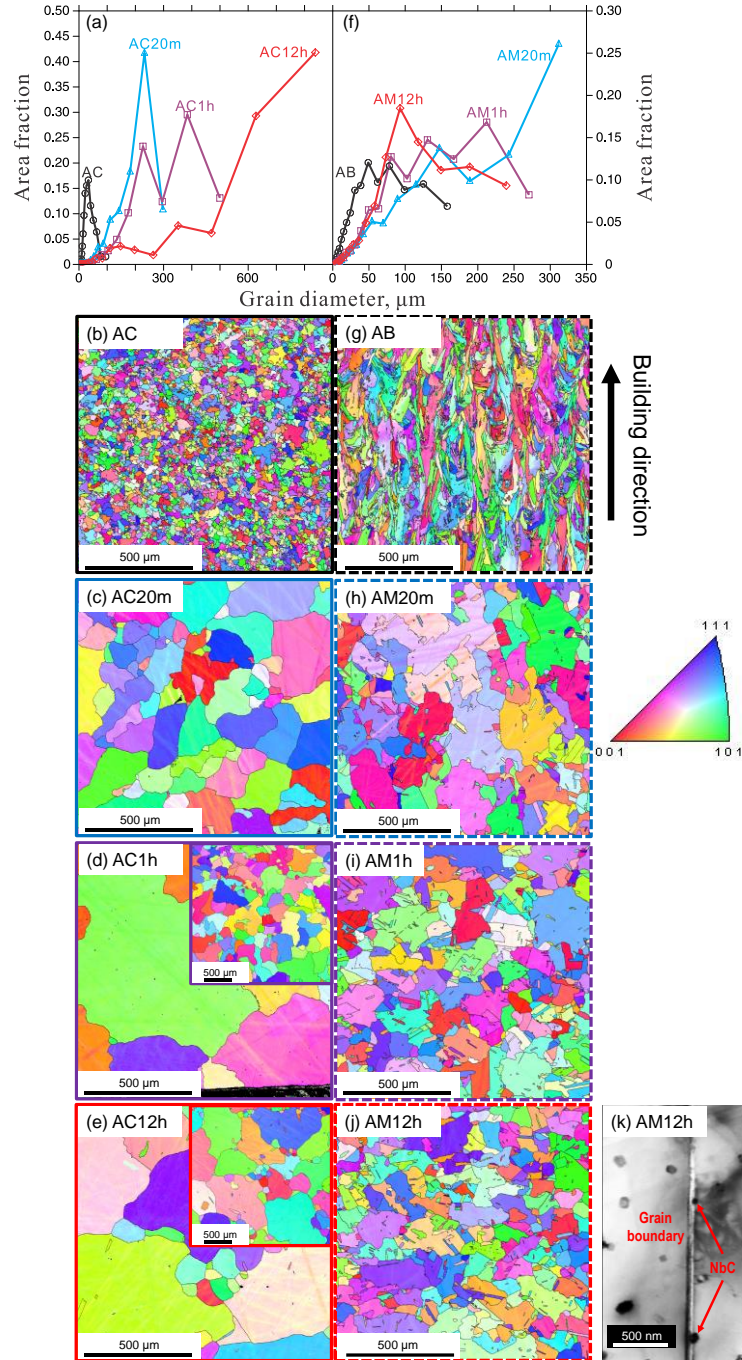 (a)
(f)
0.50
0.45
0.40
0.35
0.30
0.25
0.20
0.15
0.10
0.05
0
Area fraction
AC
AC20m
AC1h
AC12h
0
200
400
600
800
AB
AM12h
AM1h
AM20m
0
50
100
150
200
250
300
350
0.30
0.25
0.20
0.15
0.10
0.05
0
Area fraction
Grain diameter, μm
(b) AC
500 μm
(g) AB
500 μm
Building direction
(c) AC20m
500 μm
(h) AM20m
500 μm
1 1 1
0 0 1
1 0 1
(d) AC1h
500 μm
500 μm
(i) AM1h
500 μm
(e) AC12h
500 μm
500 μm
(j) AM12h
500 μm
(k) AM12h
Grain
boundary
NbC
500 nm